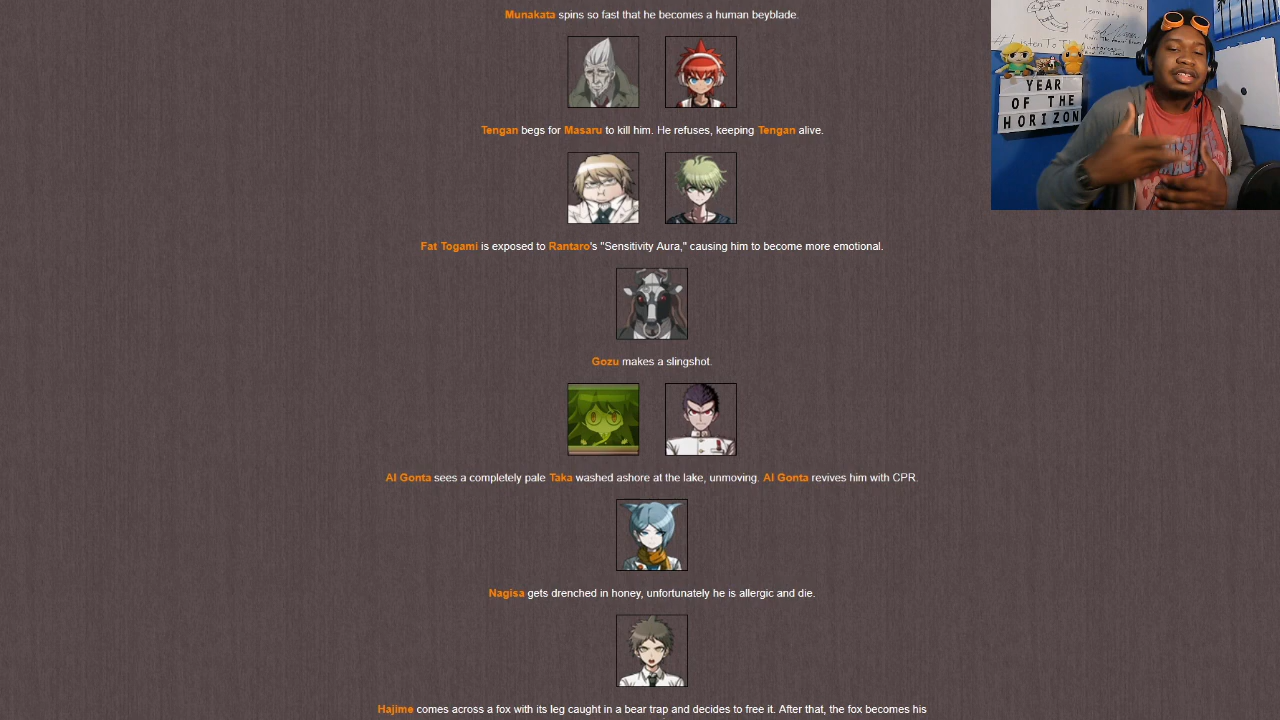 Munakata spins so fast that he becomes a human beyblade.
Tengan begs for Masaru to kill him. He refuses, keeping Tengan alive.
Fat Togami is exposed to Rantaro's "Sensitivity Aura," causing him to become more emotional.
Gozu makes a slingshot.
AI Gonta sees a completely pale Taka washed ashore at the lake, unmoving. AI Gonta revives him with CPR.
Nagisa gets drenched in honey, unfortunately he is allergic and die.
Hajime comes across a fox with its leg caught in a bear trap and decides to free it. After that, the fox becomes his
YEAR
OF THE
HORIZON